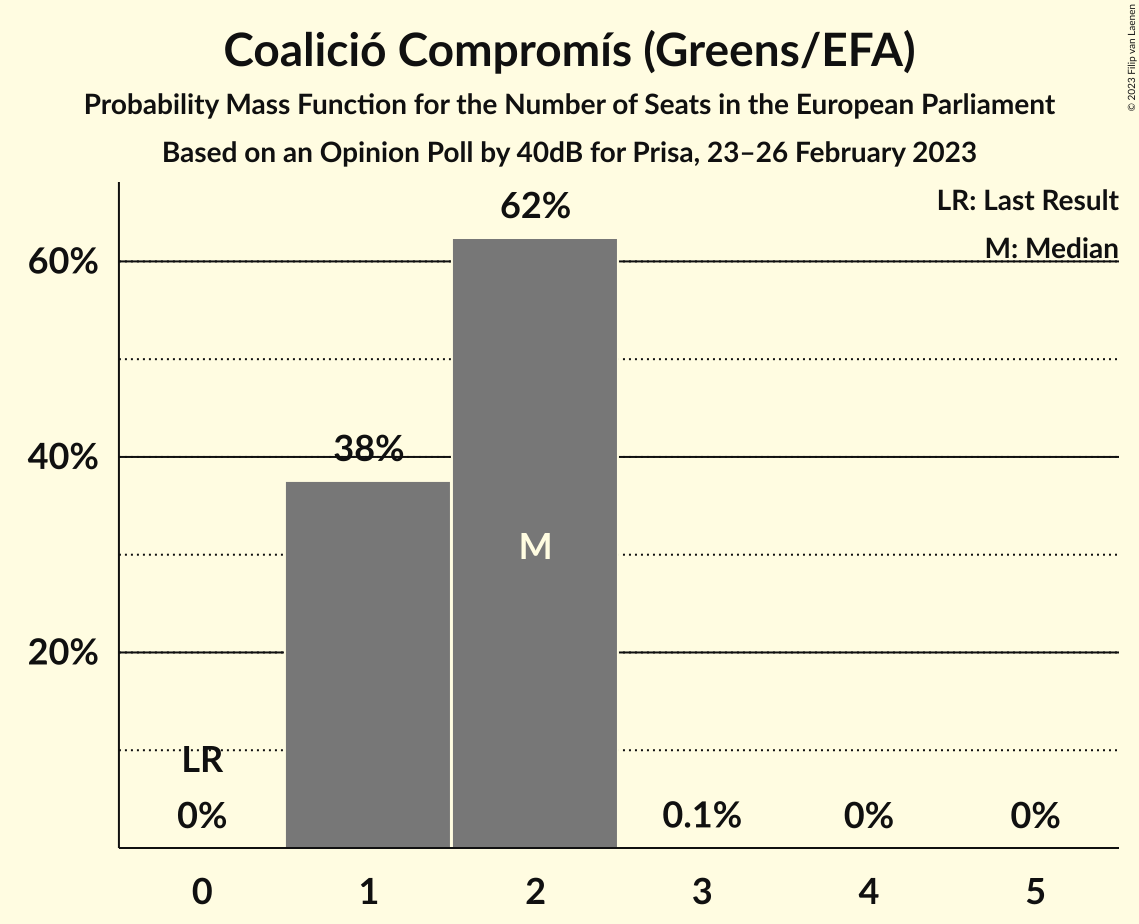 Coalició Compromís (Greens/EFA)
Probability Mass Function for the Number of Seats in the European Parliament
Based on an Opinion Poll by 40dB for Prisa, 23–26 February 2023
© 2023 Filip van Laenen
LR: Last Result
M: Median
62%
60%
38%
40%
M
20%
LR
0%
0.1%
0%
0%
0 1 2 3 4 5